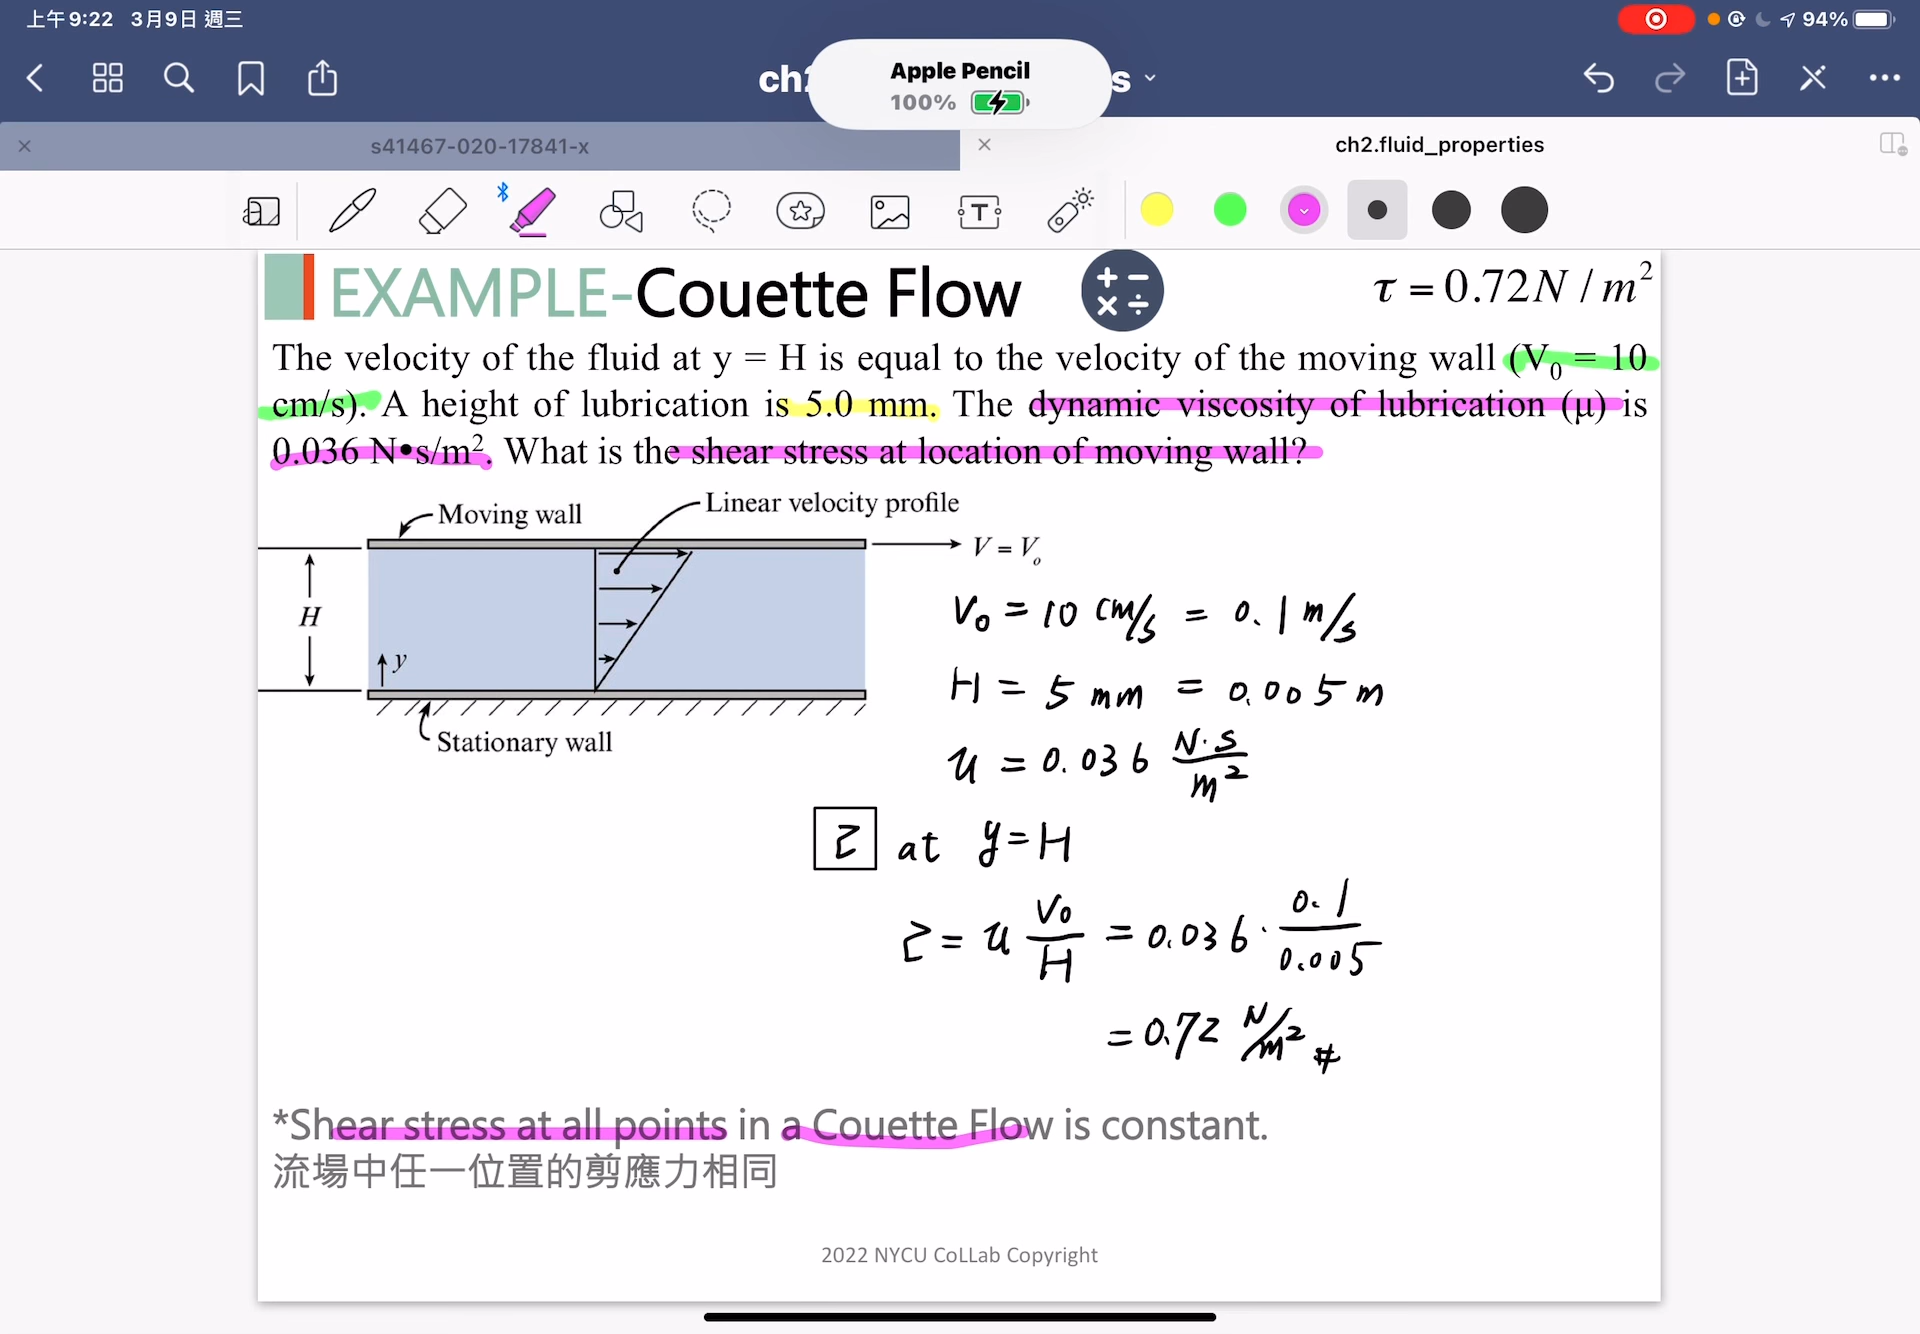 上午9:22 3月9日 週三
94%
ch2
s
Apple Pencil
100%
s41467-020-17841-x
ch2.fluid_properties
EXAMPLE-Couette Flow
τ = 0.72N / m²
The velocity of the fluid at y = H is equal to the velocity of the moving wall (V₀ = 10
cm/s). A height of lubrication is 5.0 mm. The dynamic viscosity of lubrication (μ) is
0.036 N•s/m². What is the shear stress at location of moving wall?
Moving wall
Linear velocity profile
V = Vₒ
H
y
Stationary wall
V₀ = 10 cm/s = 0.1 m/s
H = 5 mm = 0.005 m
u = 0.036 N·s/m²
τ at y=H
τ = u V₀/H = 0.036 · 0.1/0.005
= 0.72 N/m² #
*Shear stress at all points in a Couette Flow is constant.
流場中任一位置的剪應力相同
2022 NYCU CoLLab Copyright